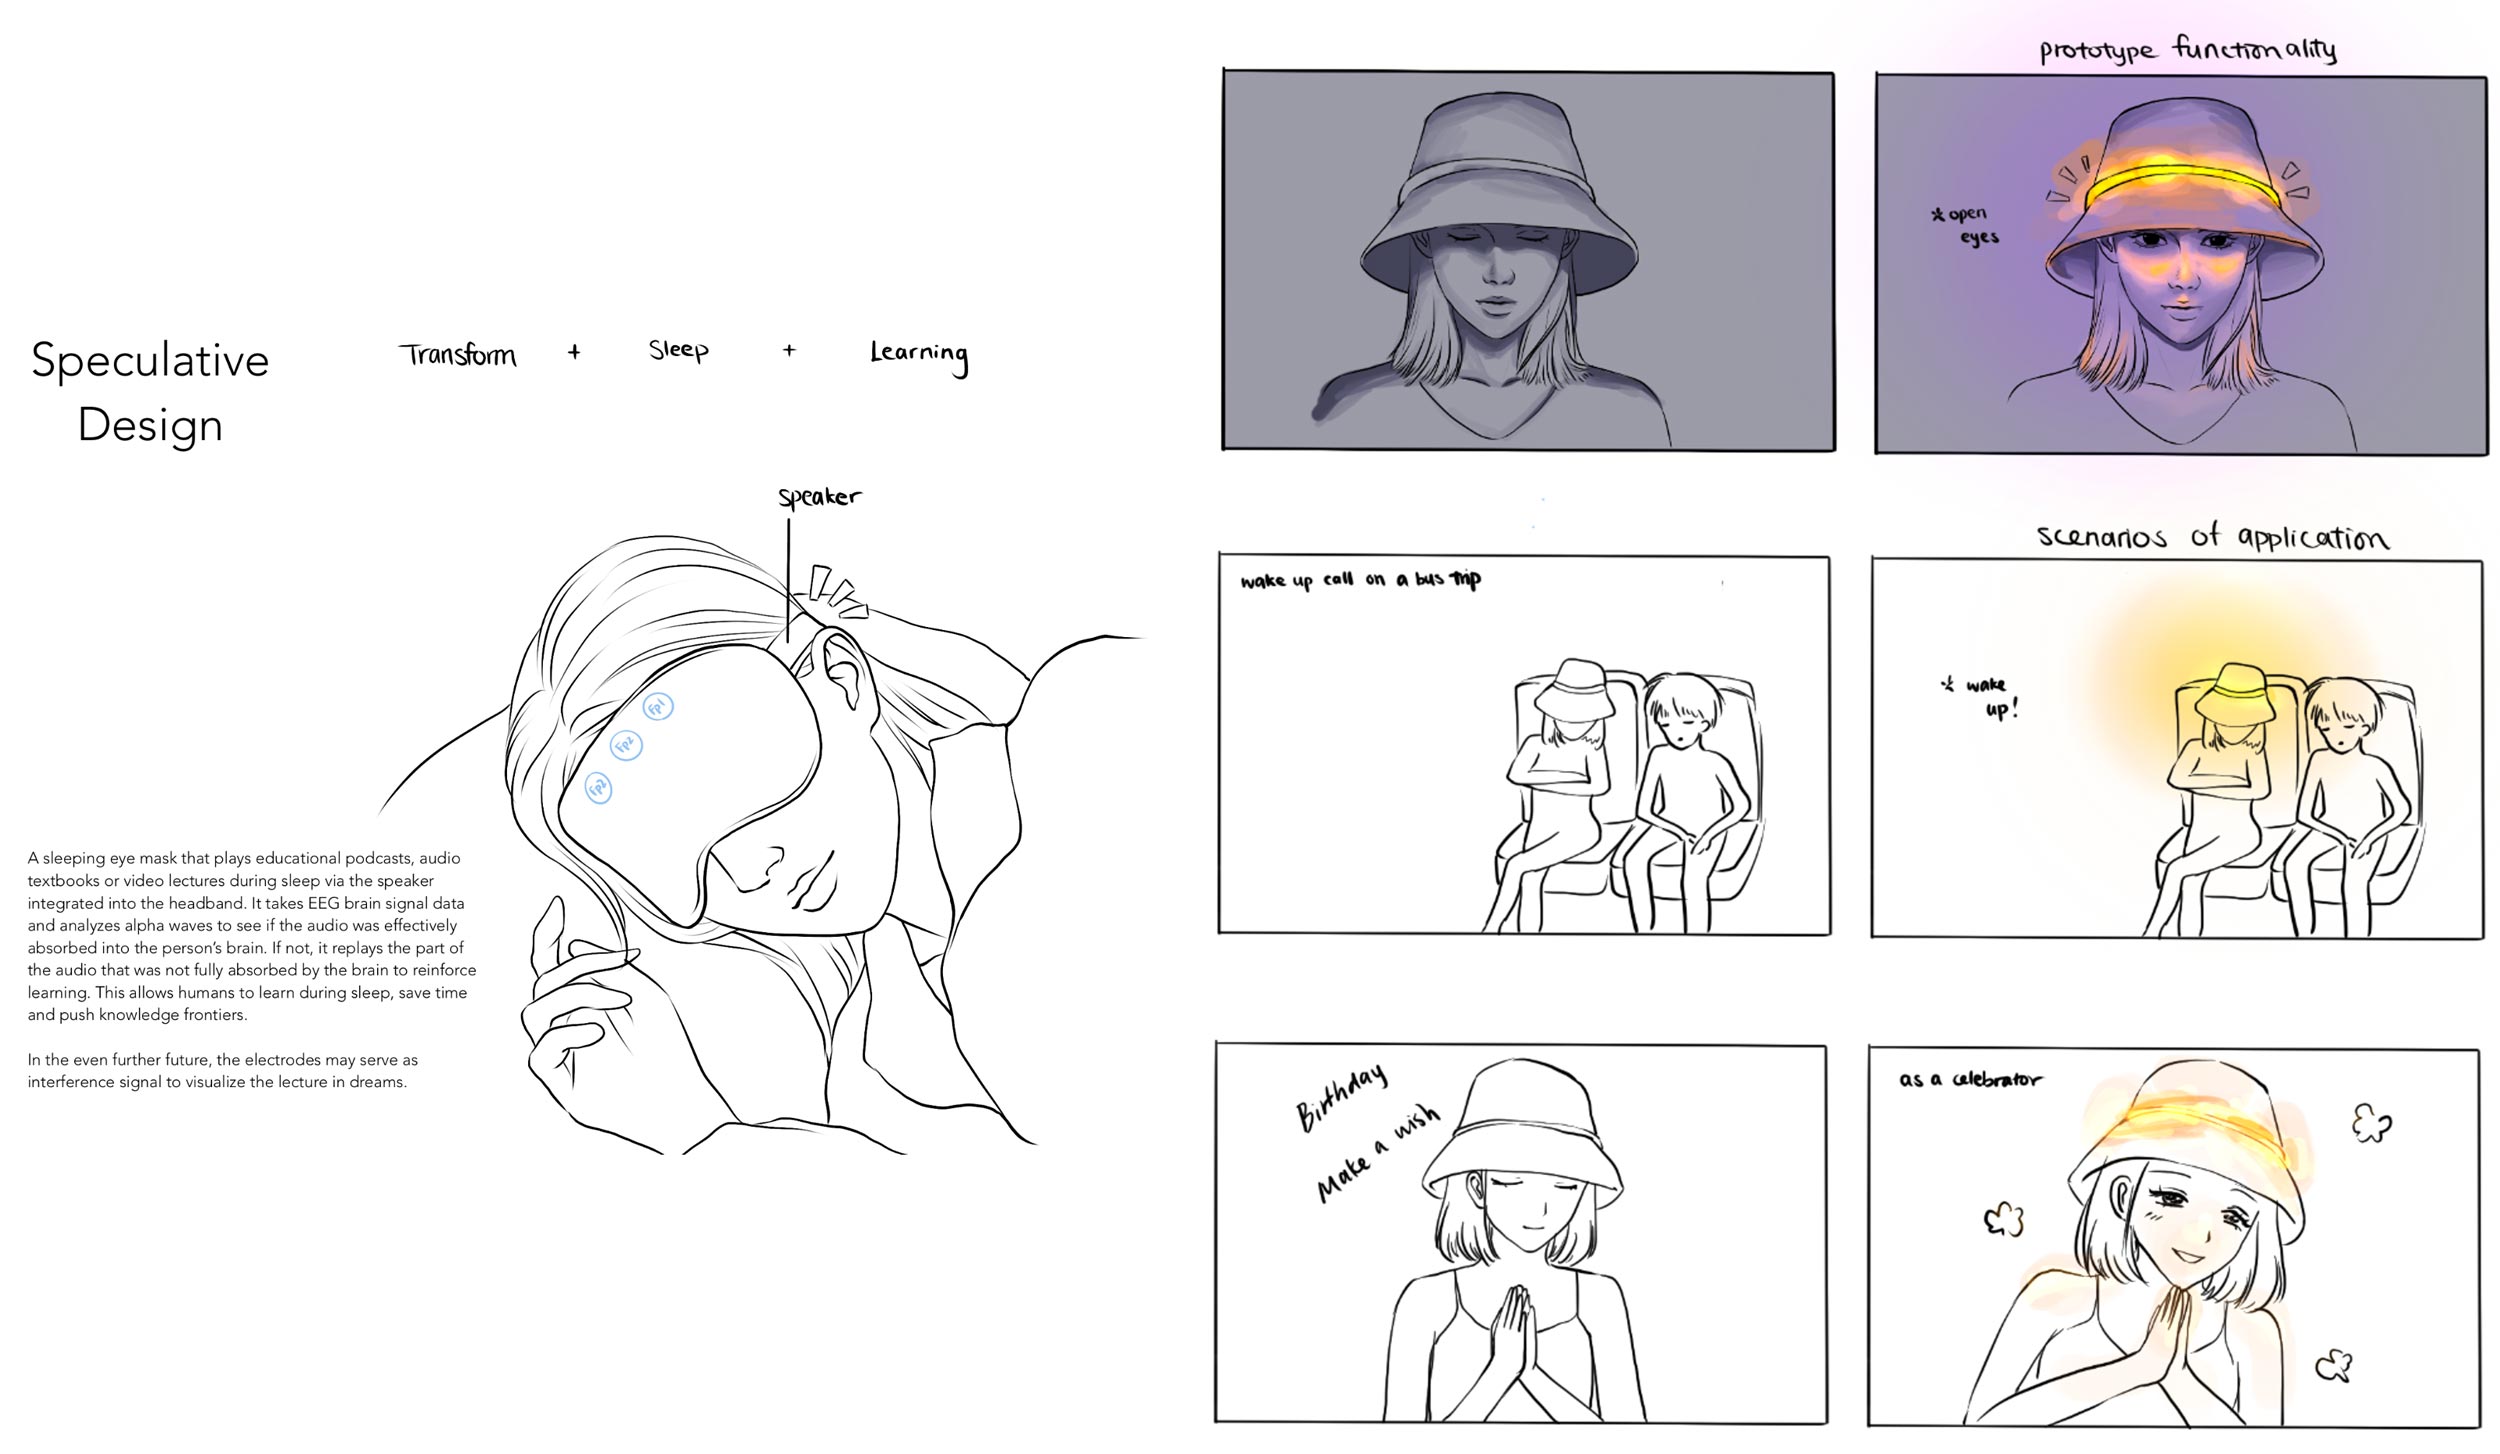 Speculative
Design
Transform + Sleep + Learning
speaker
Fp1
Fp2
Fp2
A sleeping eye mask that plays educational podcasts, audio
textbooks or video lectures during sleep via the speaker
integrated into the headband. It takes EEG brain signal data
and analyzes alpha waves to see if the audio was effectively
absorbed into the person’s brain. If not, it replays the part of
the audio that was not fully absorbed by the brain to reinforce
learning. This allows humans to learn during sleep, save time
and push knowledge frontiers.
In the even further future, the electrodes may serve as
interference signal to visualize the lecture in dreams.
prototype functionality
* open
eyes
scenarios of application
wake up call on a bus trip
* wake
up!
Birthday
Make a wish
as a celebrator